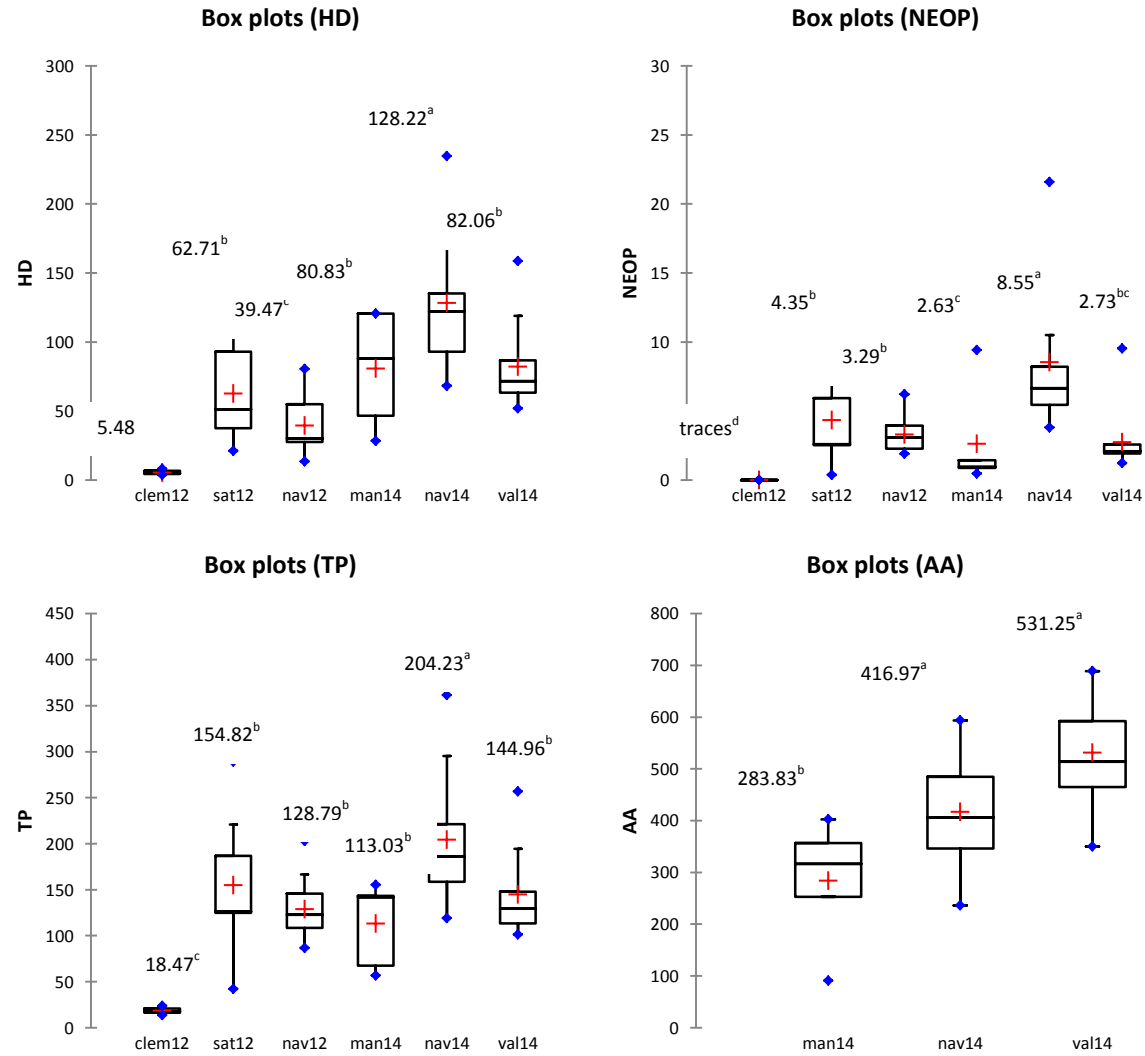 Box plots (HD)
300
250
200
150
100
50
0
HD
5.48
62.71ᵇ
39.47ᶜ
80.83ᵇ
128.22ᵃ
82.06ᵇ
clem12 sat12 nav12 man14 nav14 val14
Box plots (NEOP)
30
25
20
15
10
0
NEOP
tracesᵈ
4.35ᵇ
3.29ᵇ
2.63ᶜ
8.55ᵃ
2.73ᵇᶜ
clem12 sat12 nav12 man14 nav14 val14
Box plots (TP)
450
400
350
300
250
200
150
100
50
0
TP
18.47ᶜ
154.82ᵇ
128.79ᵇ
113.03ᵇ
204.23ᵃ
144.96ᵇ
clem12 sat12 nav12 man14 nav14 val14
Box plots (AA)
800
700
600
500
400
300
200
100
0
AA
283.83ᵇ
416.97ᵃ
531.25ᵃ
man14 nav14 val14